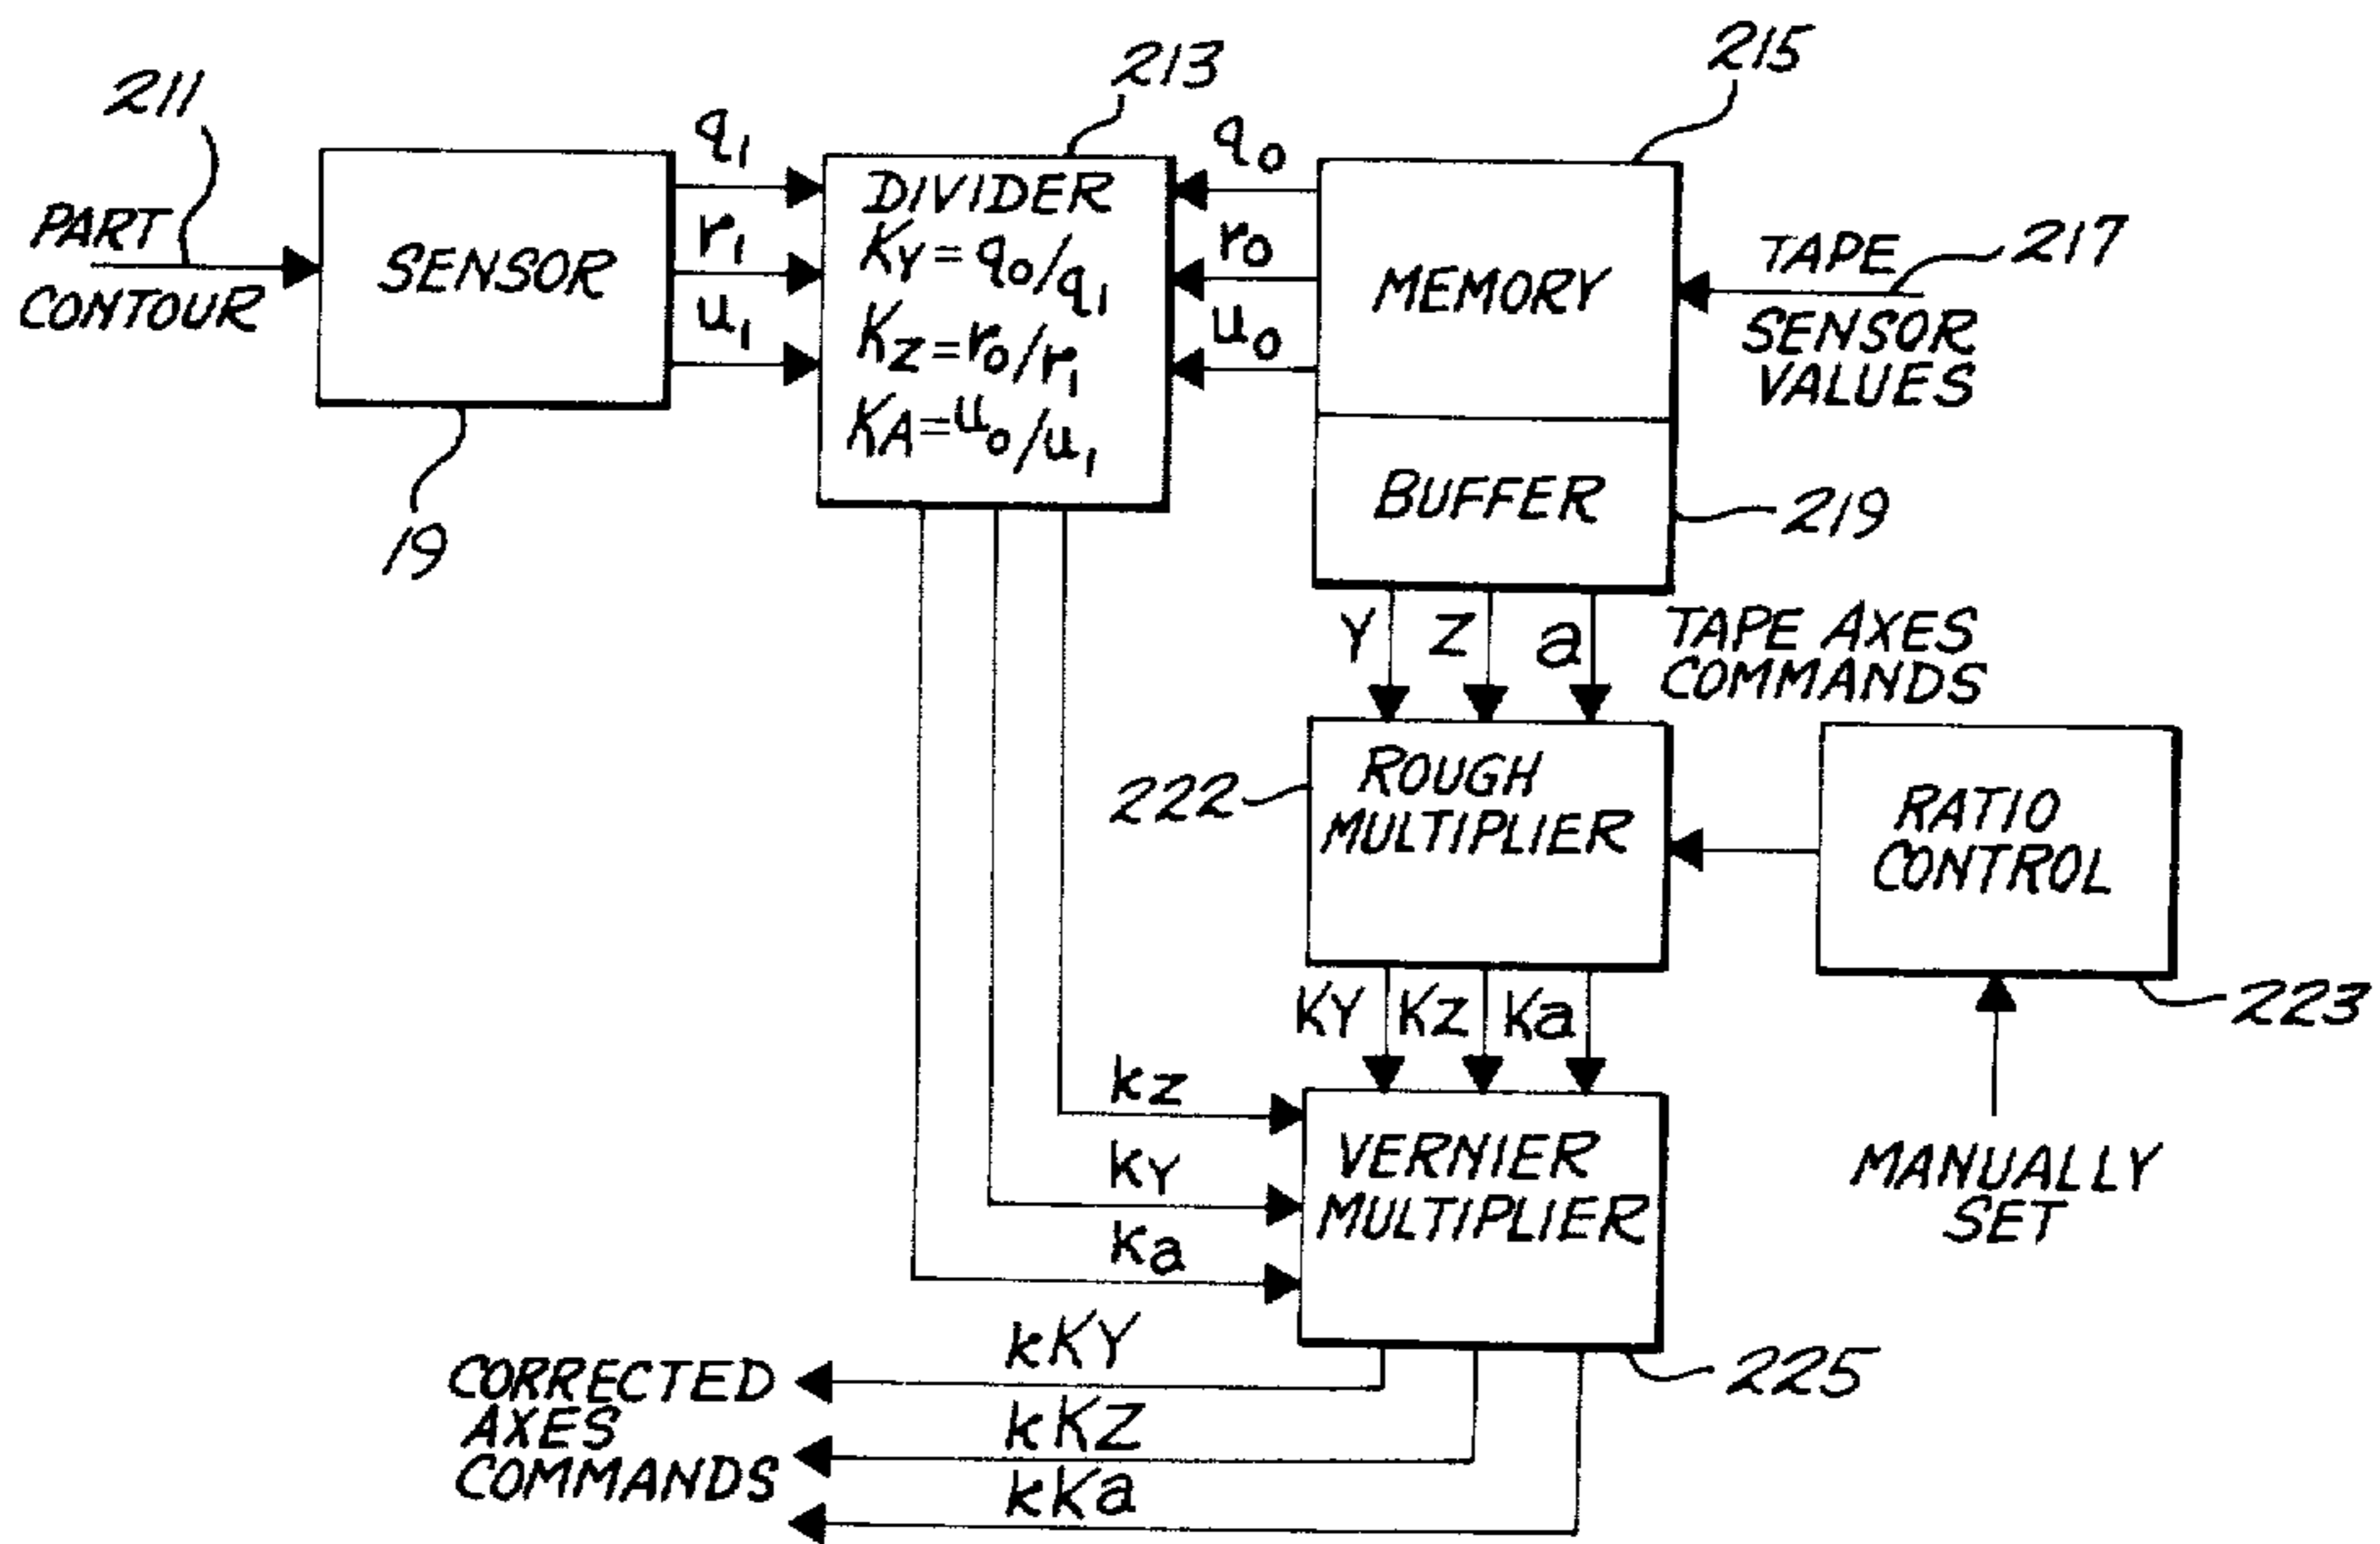 211
PART
CONTOUR
SENSOR
19
q1
r1
u1
213
DIVIDER
KY=q0/q1
KZ=r0/r1
KA=u0/u1
q0
r0
u0
215
MEMORY
BUFFER
TAPE
SENSOR
VALUES
217
219
Y Z a
TAPE AXES
COMMANDS
222
ROUGH
MULTIPLIER
RATIO
CONTROL
223
MANUALLY
SET
KY KZ Ka
kZ
kY
ka
VERNIER
MULTIPLIER
225
kKY
kKZ
kKa
CORRECTED
AXES
COMMANDS